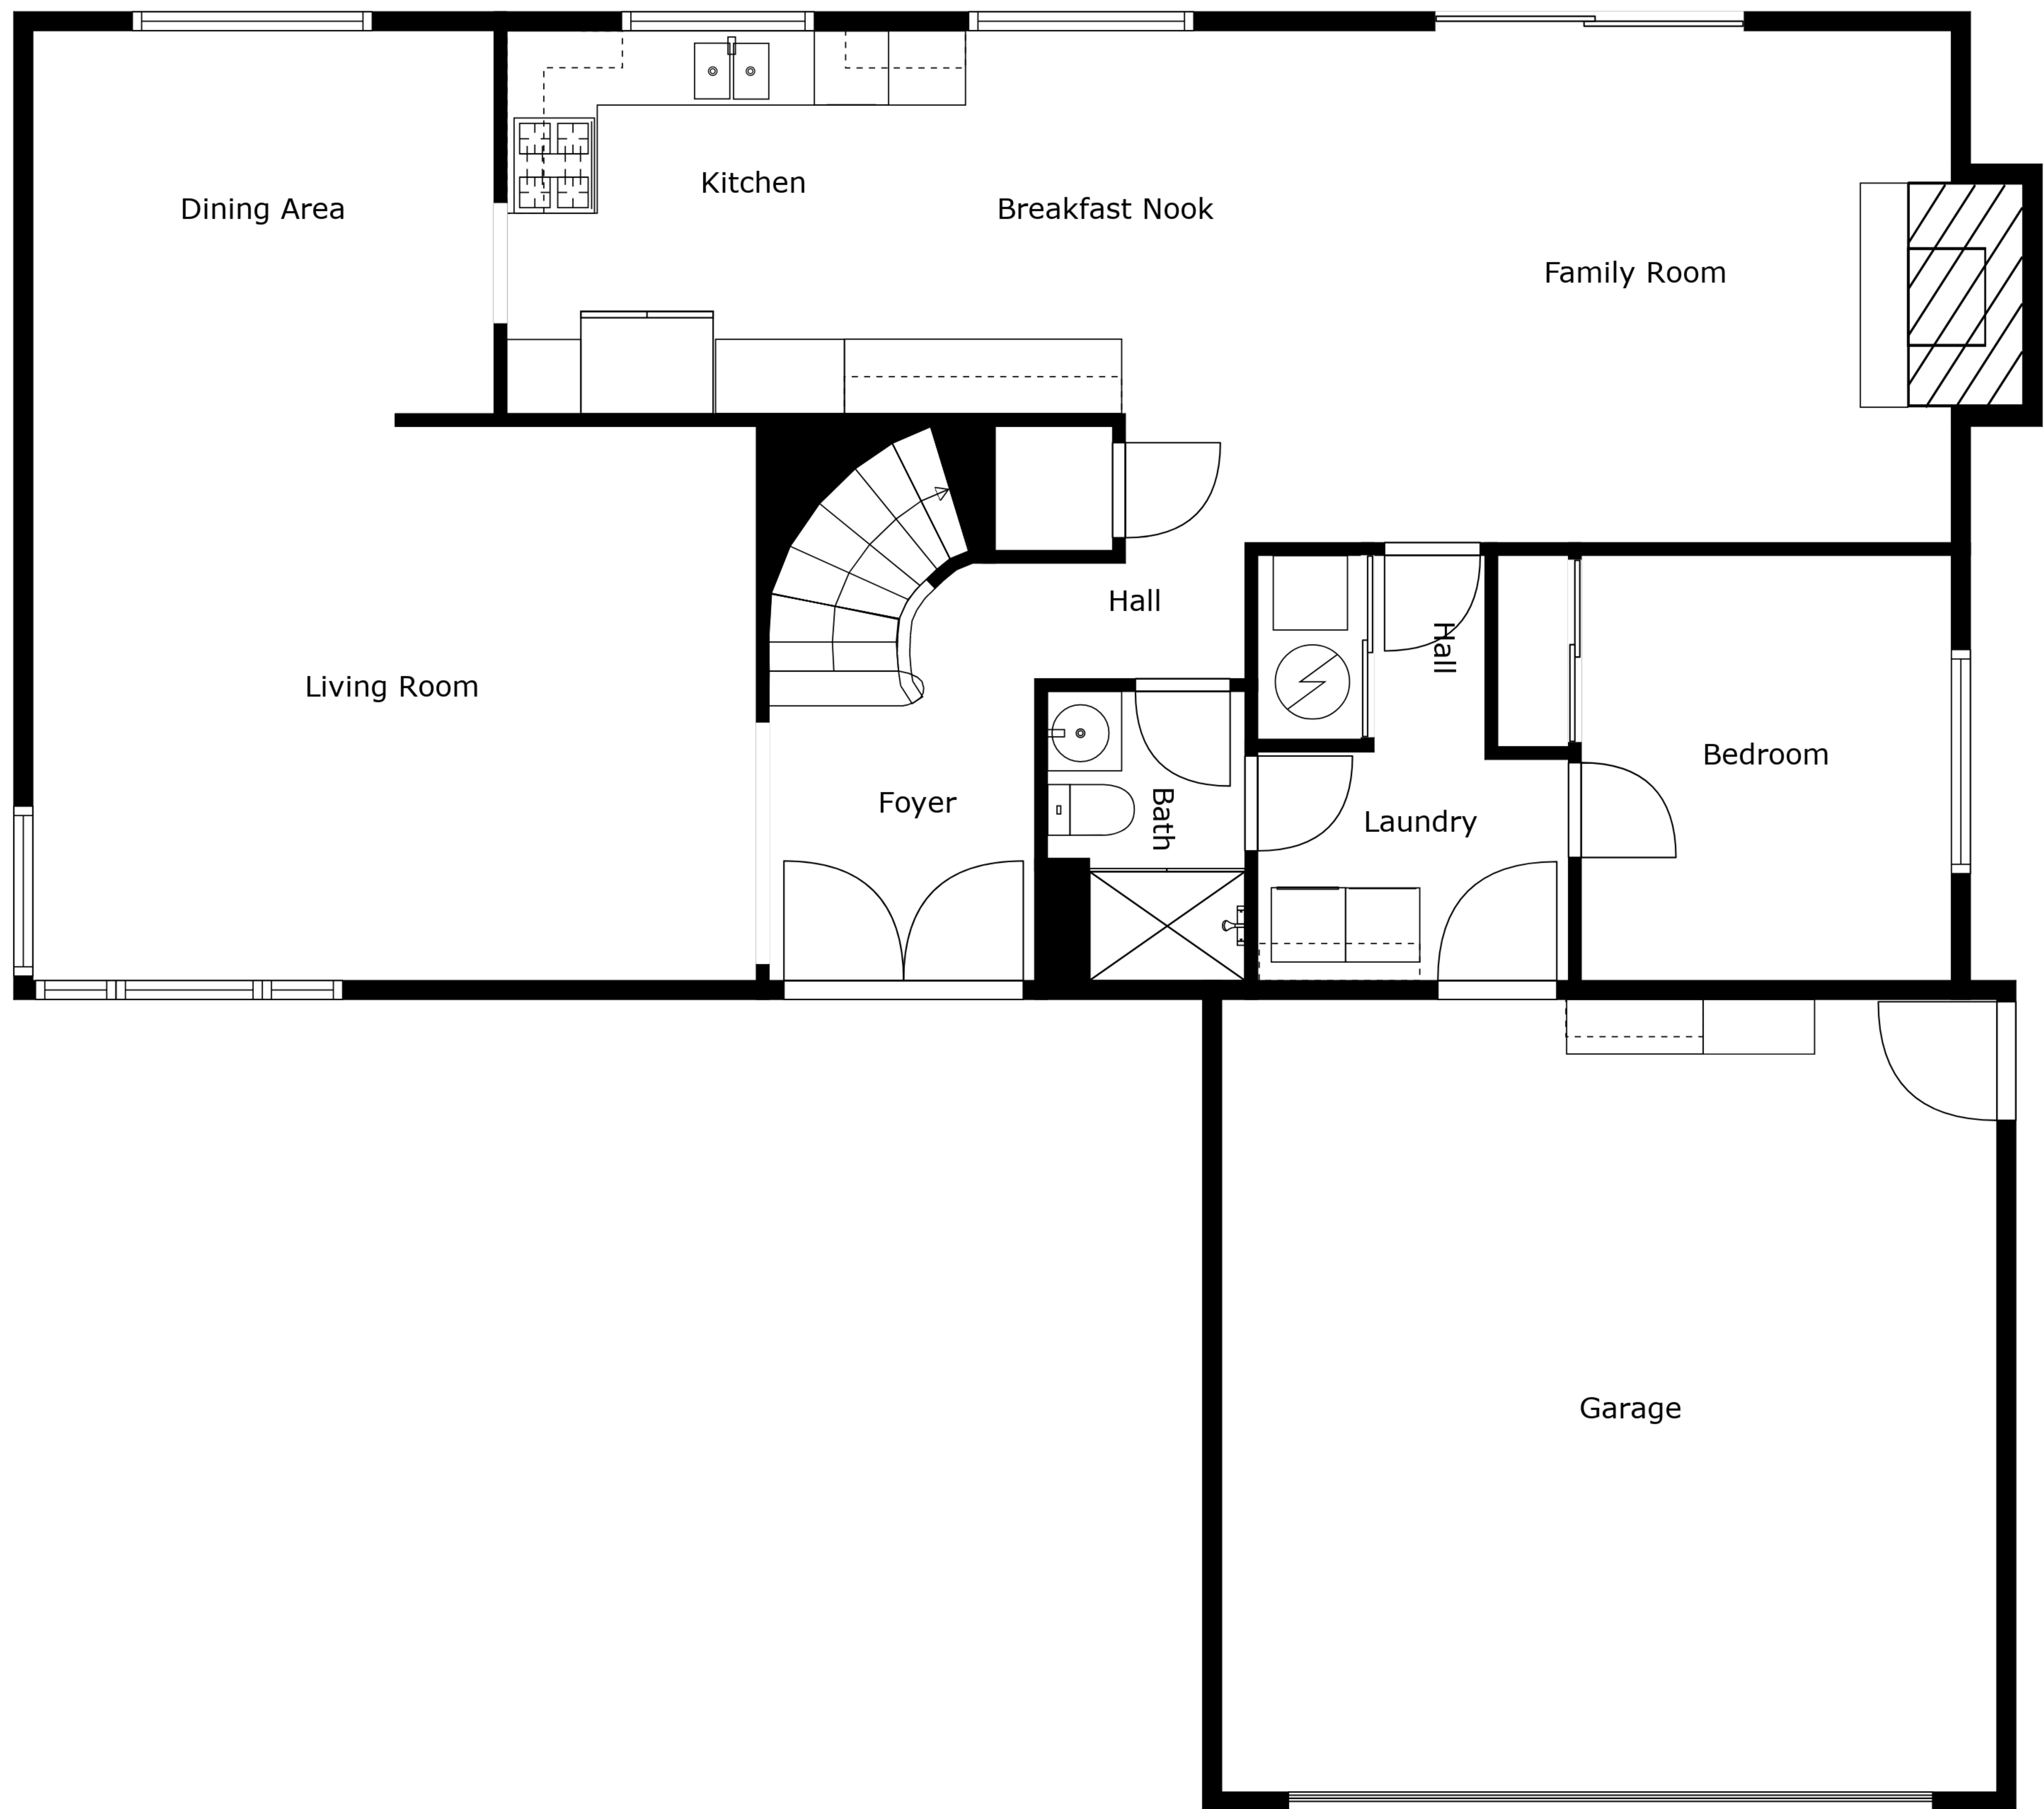 Kitchen
Dining Area
Breakfast Nook
Family Room
Hall
Hall
Living Room
Bedroom
Foyer
Bath
Laundry
Garage